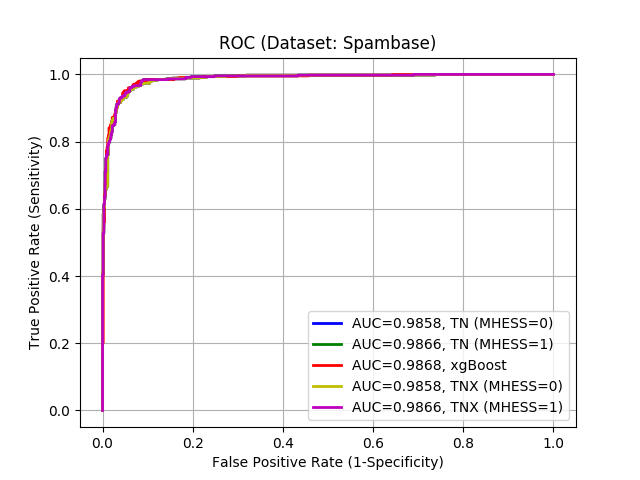 ROC (Dataset: Spambase)
True Positive Rate (Sensitivity)
1.0
0.8
0.6
0.4
0.2
0.0
AUC=0.9858, TN (MHESS=0)
AUC=0.9866, TN (MHESS=1)
AUC=0.9868, xgBoost
AUC=0.9858, TNX (MHESS=0)
AUC=0.9866, TNX (MHESS=1)
0.0 0.2 0.4 0.6 0.8 1.0
False Positive Rate (1-Specificity)